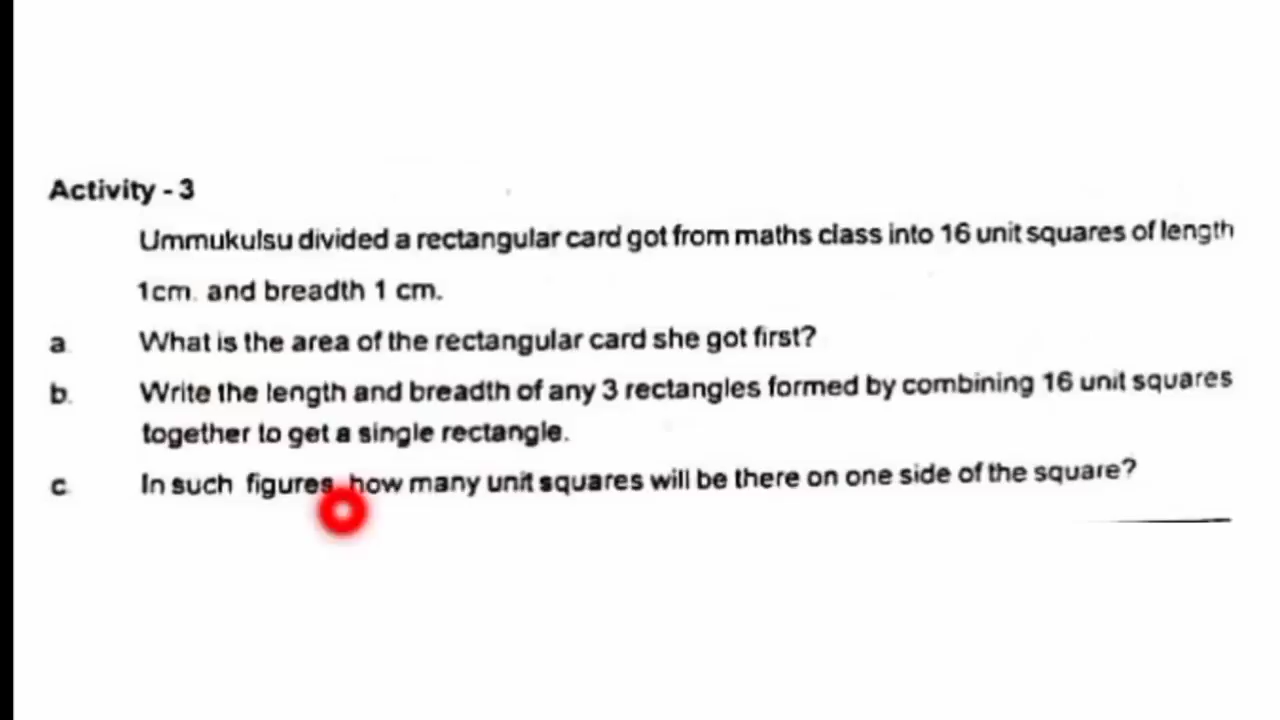 Activity - 3
Ummukulsu divided a rectangular card got from maths class into 16 unit squares of length
1cm. and breadth 1 cm.
a. What is the area of the rectangular card she got first?
b. Write the length and breadth of any 3 rectangles formed by combining 16 unit squares
together to get a single rectangle.
c. In such figures, how many unit squares will be there on one side of the square?